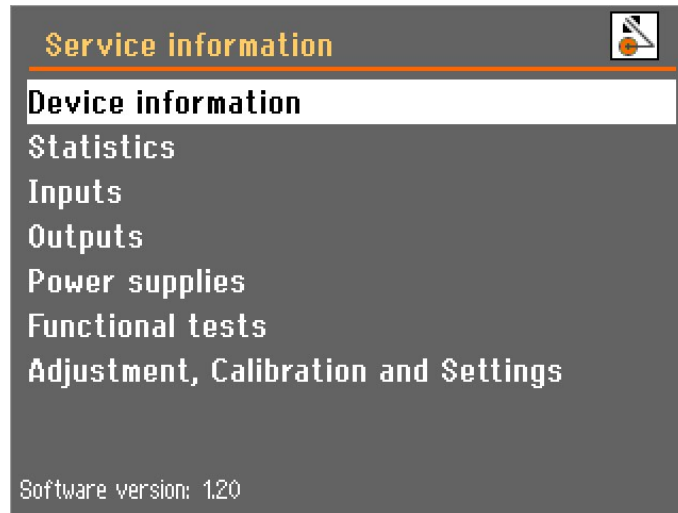 Service information
Device information
Statistics
Inputs
Outputs
Power supplies
Functional tests
Adjustment, Calibration and Settings
Software version: 1.20